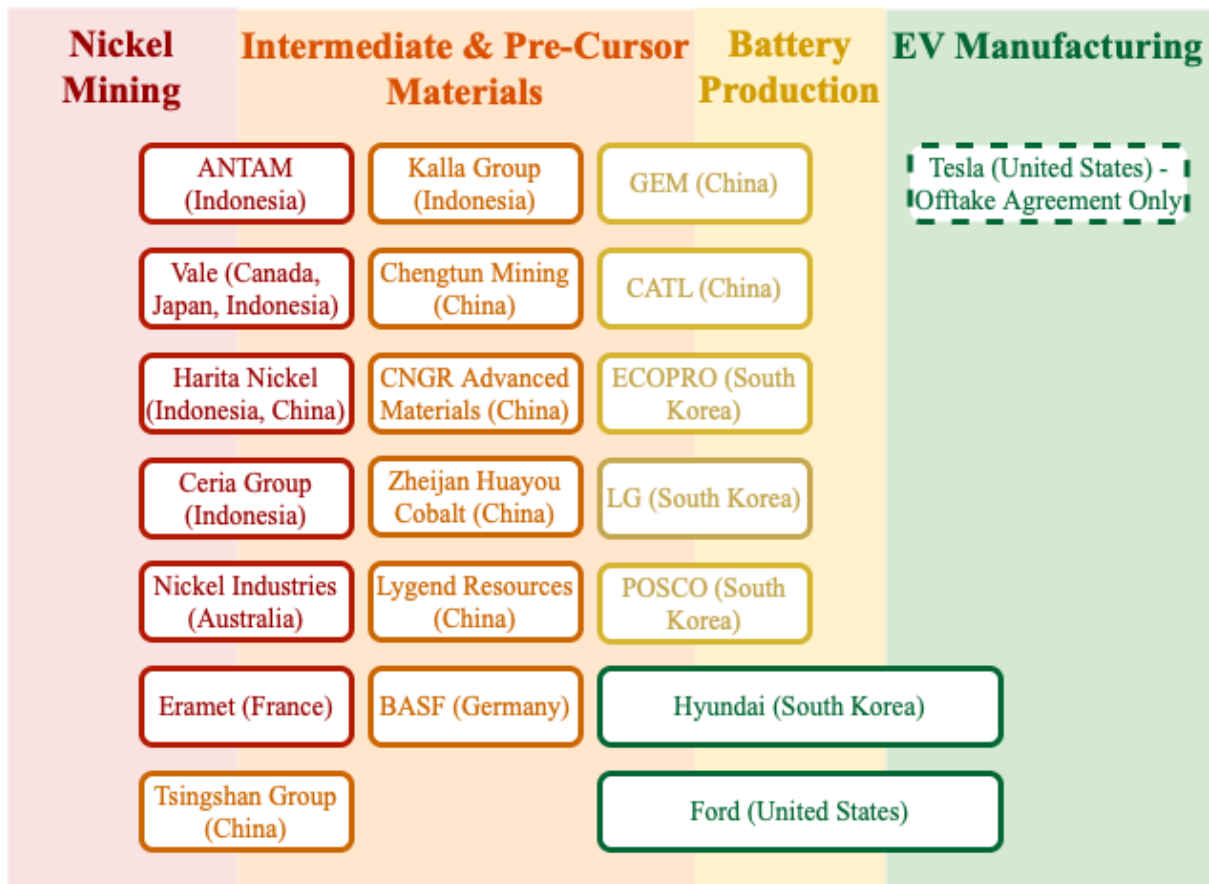 Nickel
Mining
Intermediate & Pre-Cursor
Materials
Battery
Production
EV Manufacturing
ANTAM
(Indonesia)
Kalla Group
(Indonesia)
GEM (China)
Tesla (United States) -
Offtake Agreement Only
Vale (Canada,
Japan, Indonesia)
Chengtun Mining
(China)
CATL (China)
Harita Nickel
(Indonesia, China)
CNGR Advanced
Materials (China)
ECOPRO (South
Korea)
Ceria Group
(Indonesia)
Zheijan Huayou
Cobalt (China)
LG (South Korea)
Nickel Industries
(Australia)
Lygend Resources
(China)
POSCO (South
Korea)
Eramet (France)
BASF (Germany)
Hyundai (South Korea)
Tsingshan Group
(China)
Ford (United States)